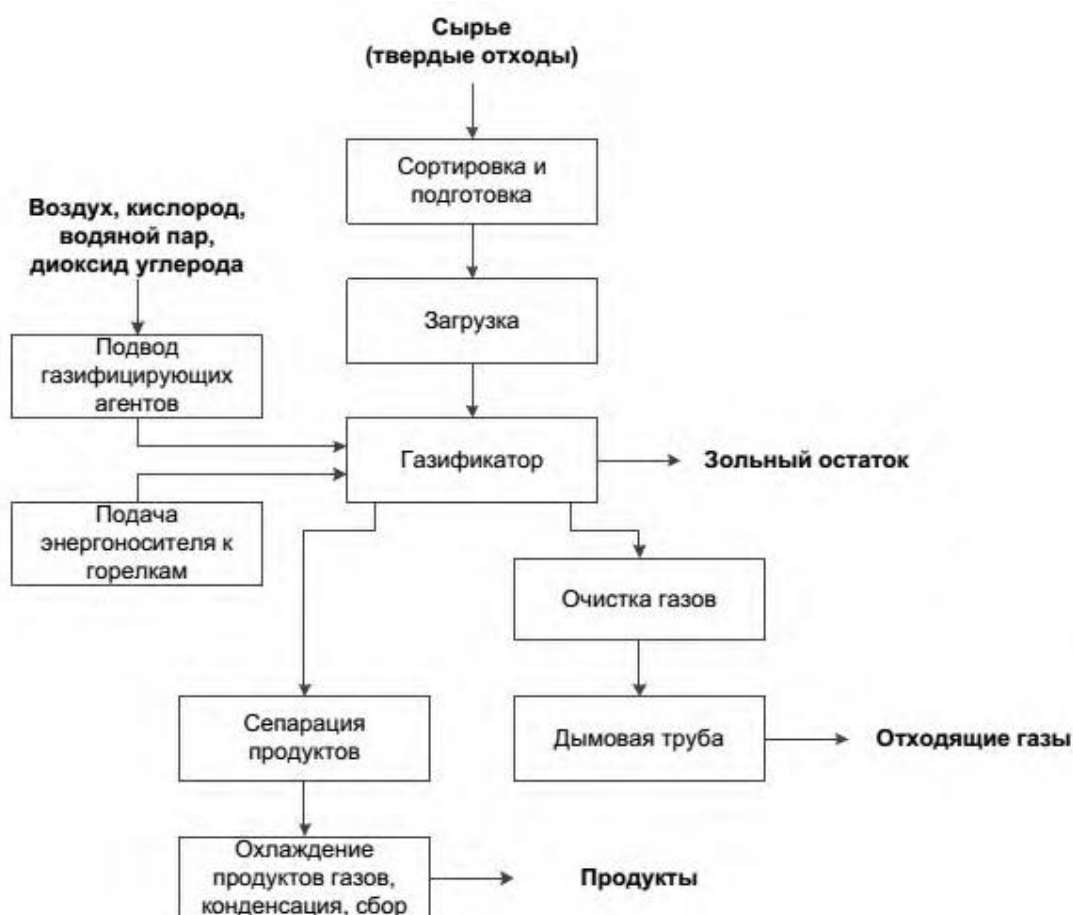 Сырье
(твердые отходы)
Сортировка и
подготовка
Воздух, кислород,
водяной пар,
диоксид углерода
Загрузка
Подвод
газифицирующих
агентов
Газификатор
Зольный остаток
Подача
энергоносителя к
горелкам
Очистка газов
Сепарация
продуктов
Дымовая труба
Отходящие газы
Охлаждение
продуктов газов,
конденсация, сбор
Продукты